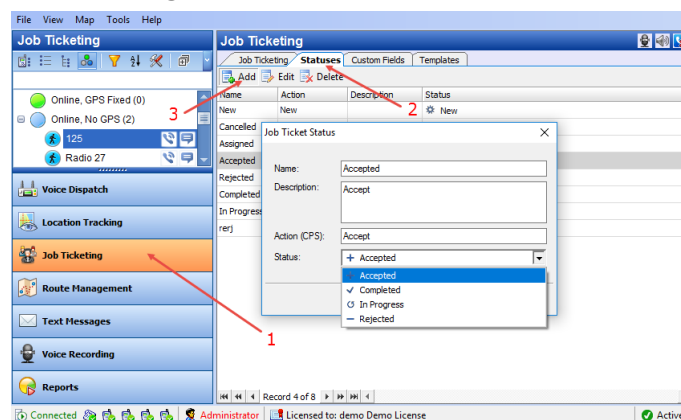 File View Map Tools Help
Job Ticketing
Online, GPS Fixed (0)
Online, No GPS (2)
125
Radio 27
Voice Dispatch
Location Tracking
Job Ticketing
Route Management
Text Messages
Voice Recording
Reports
Job Ticketing
Job Ticketing Statuses Custom Fields Templates
Add Edit Delete
3
2
1
Name Action Description Status
New New New
Cancelled
Assigned
Accepted
Rejected
Completed
In Progress
rerj
Job Ticket Status
Name: Accepted
Description: Accept
Action (CPS): Accept
Status: Accepted
Accepted
Completed
In Progress
Rejected
Record 4 of 8
Connected Administrator Licensed to: demo Demo License Active